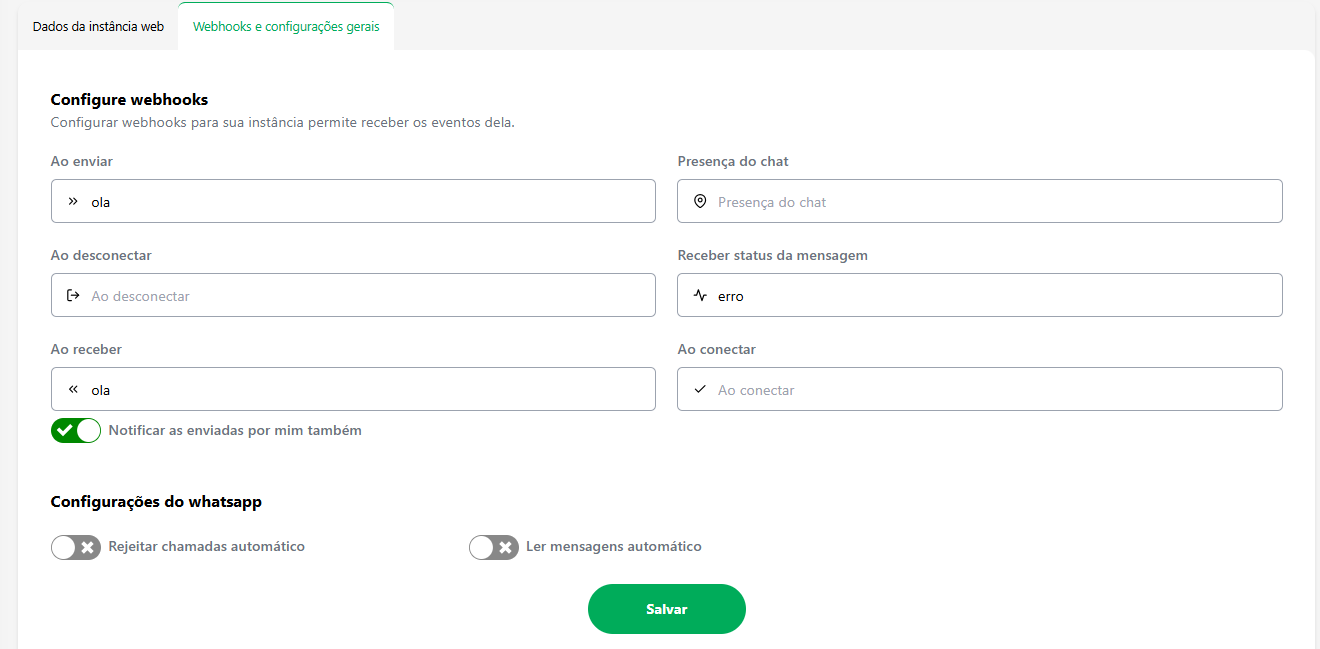 Dados da instância web
Webhooks e configurações gerais
Configure webhooks
Configurar webhooks para sua instância permite receber os eventos dela.
Ao enviar
ola
Presença do chat
Presença do chat
Ao desconectar
Ao desconectar
Receber status da mensagem
erro
Ao receber
ola
Ao conectar
Ao conectar
Notificar as enviadas por mim também
Configurações do whatsapp
Rejeitar chamadas automático
Ler mensagens automático
Salvar